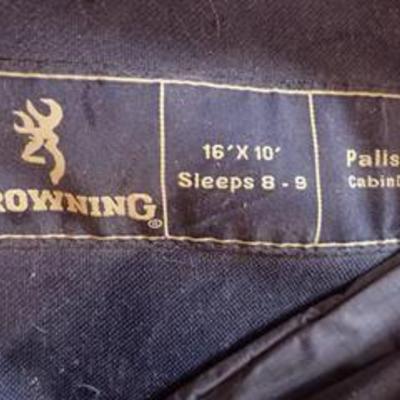 ROWNING®
16'X 10'
Sleeps 8 - 9
Palis
Cabin